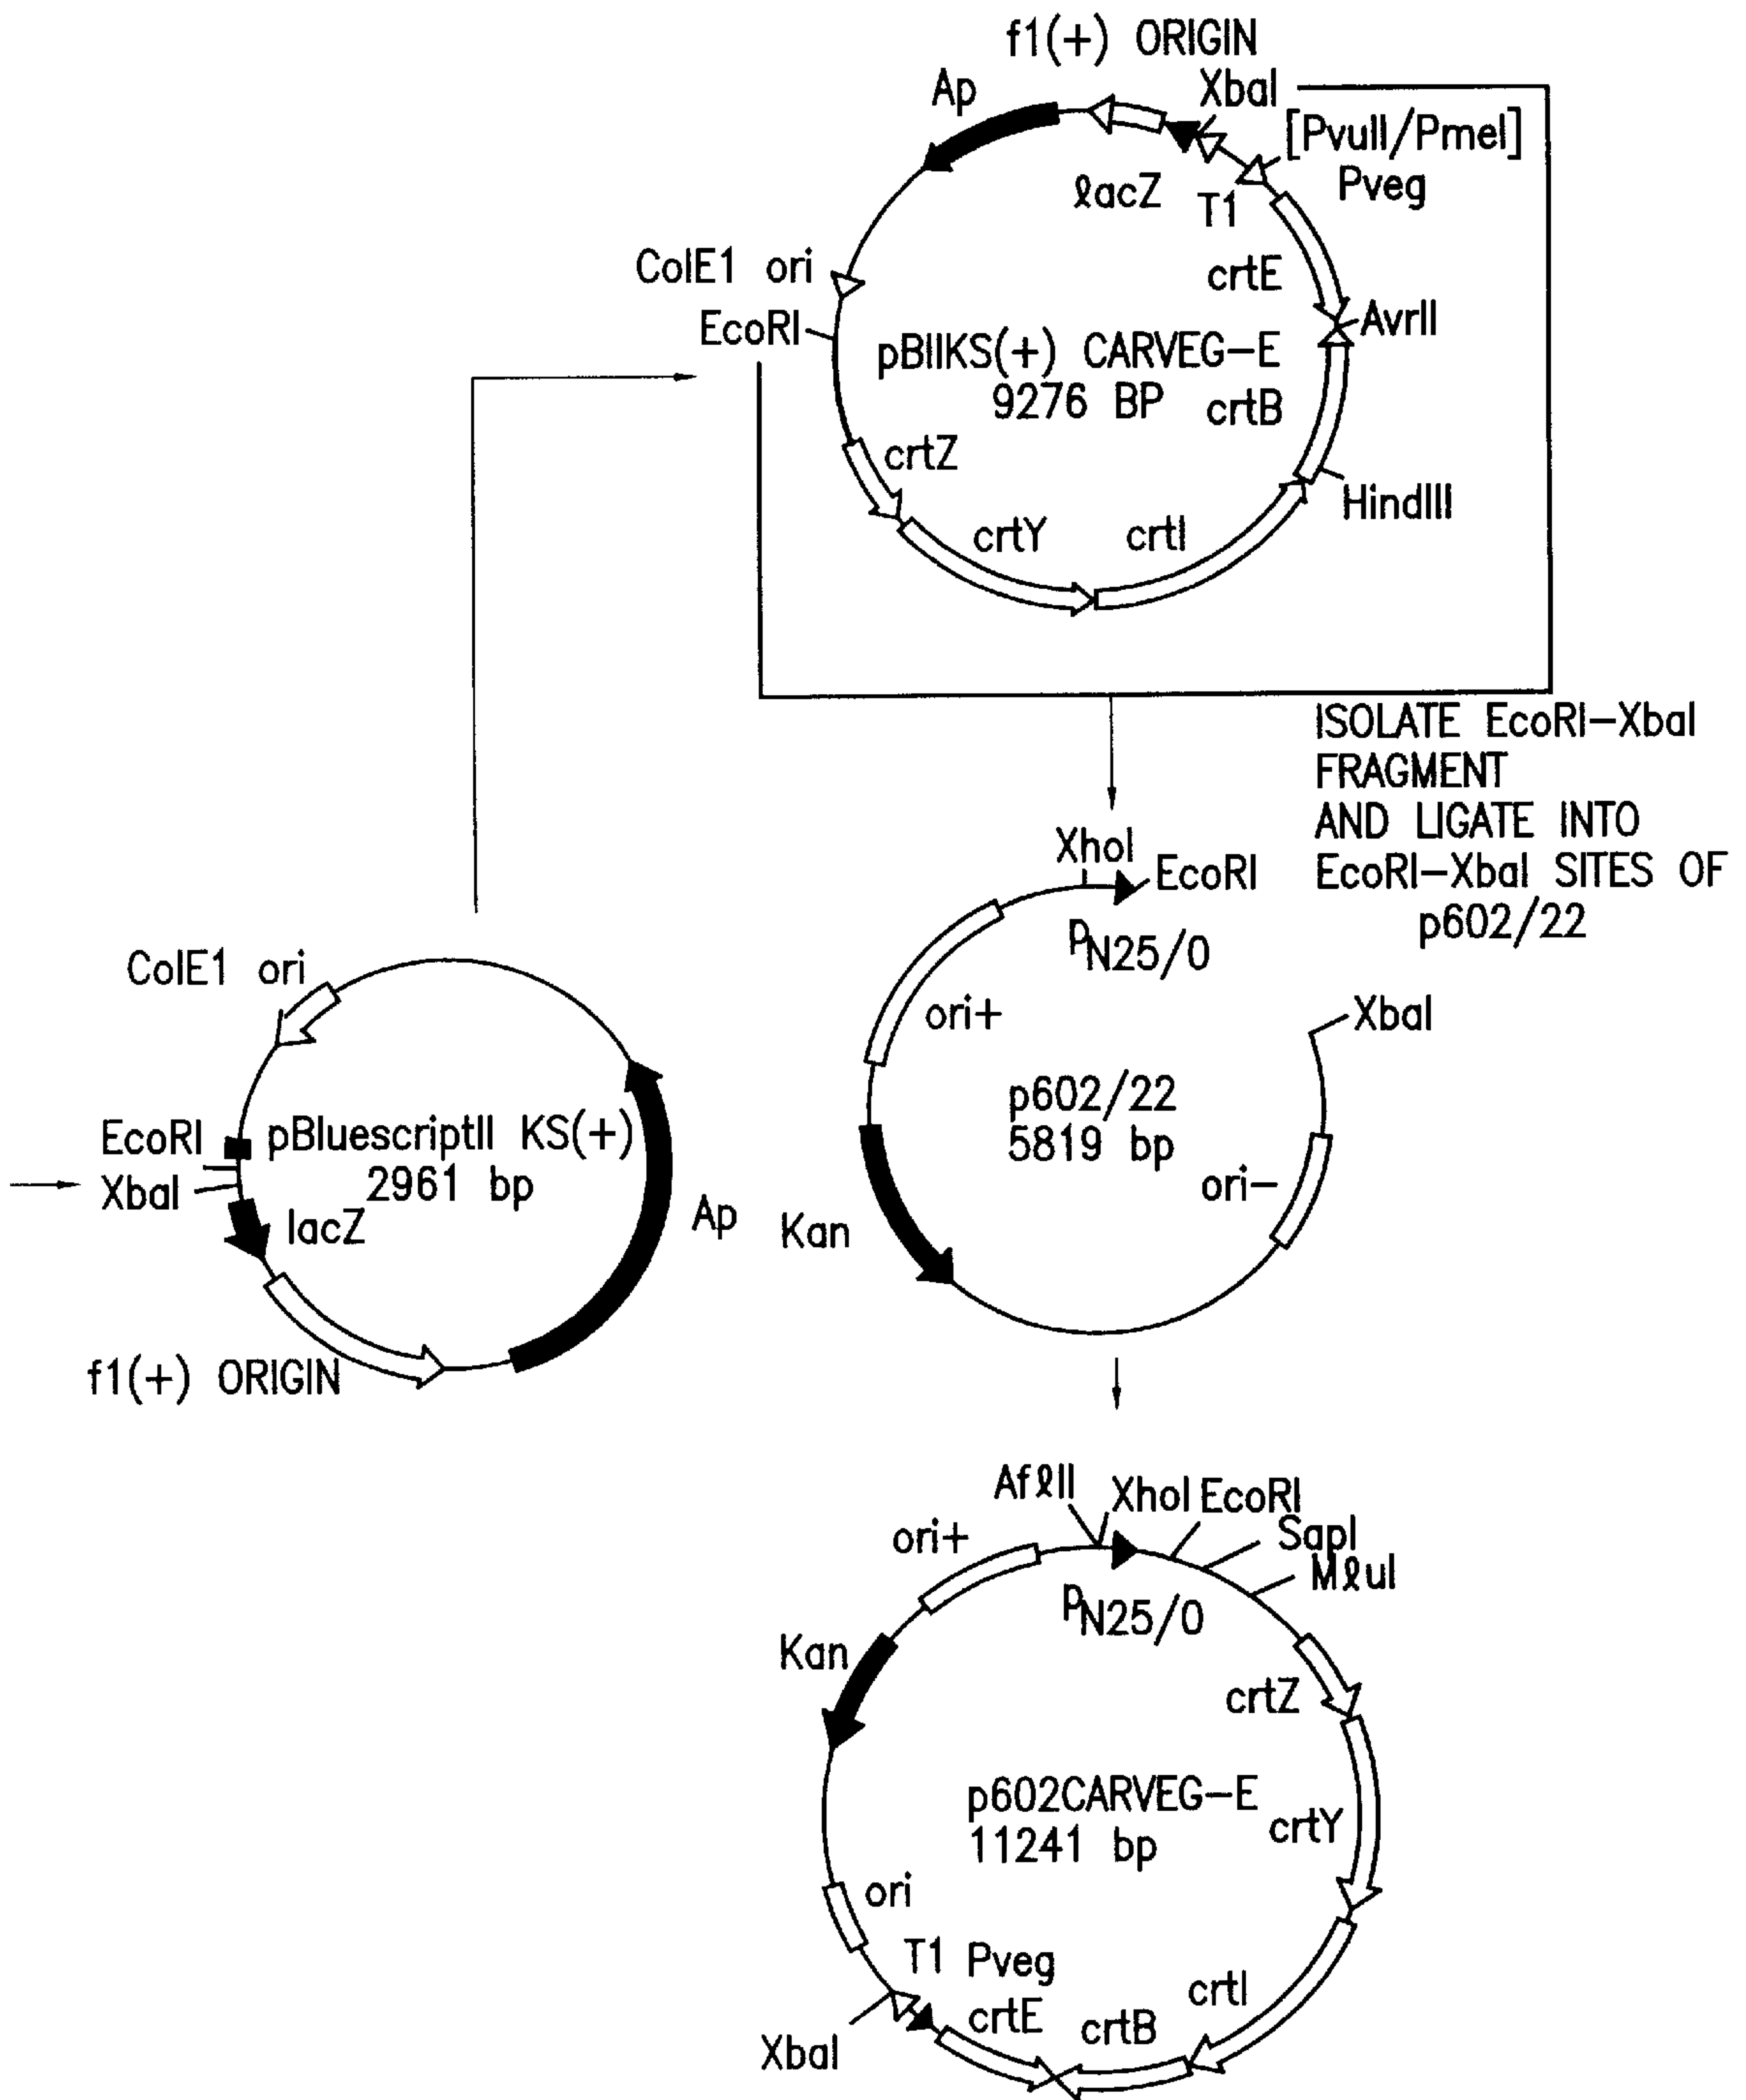 f1(+) ORIGIN
Ap
XbaI
[PvuII/PmeI]
Pveg
lacZ
T1
ColE1 ori
crtE
EcoRI
AvrII
pBIIKS(+) CARVEG-E
9276 BP
crtB
crtZ
HindIII
crtY
crtI
ISOLATE EcoRI-XbaI
FRAGMENT
AND LIGATE INTO
EcoRI-XbaI SITES OF
p602/22
XhoI
EcoRI
PN25/0
ColE1 ori
ori+
XbaI
p602/22
5819 bp
EcoRI
pBluescriptII KS(+)
XbaI
2961 bp
ori-
lacZ
Ap
Kan
f1(+) ORIGIN
AflII
XhoI
EcoRI
SapI
MluI
ori+
PN25/0
Kan
crtZ
p602CARVEG-E
11241 bp
crtY
ori
T1
Pveg
crtI
crtE
crtB
XbaI